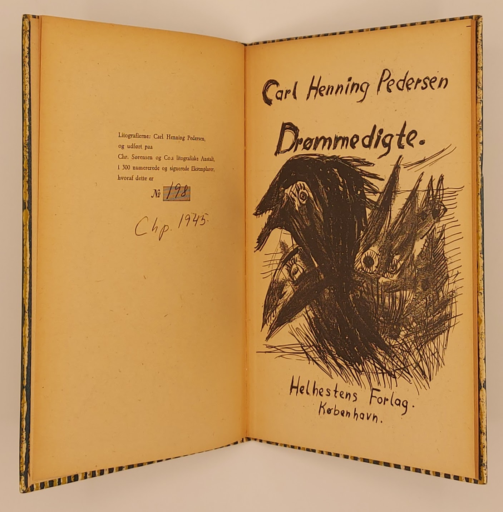 Litografierne: Carl Henning Pedersen,
og udført paa
Chr. Sørensen og Co.s litografiske Anstalt,
i 300 nummererede og signerede Eksemplarer,
hvoraf dette er
№ 198
Chp. 1945
Carl Henning Pedersen
Drømmedigte.
Helhestens Forlag.
København.